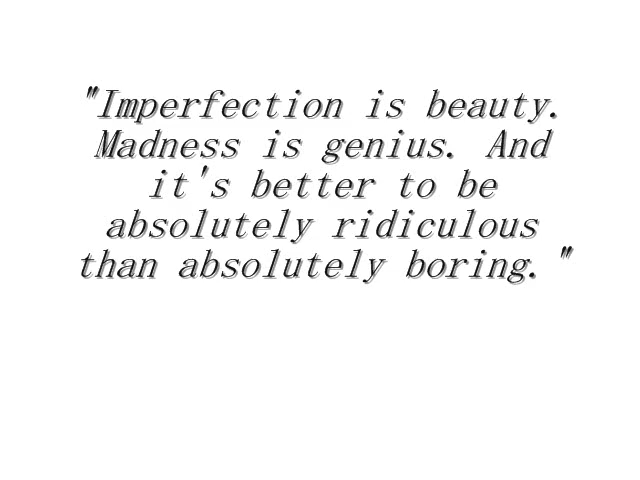 "Imperfection is beauty.
Madness is genius. And
it's better to be
absolutely ridiculous
than absolutely boring."